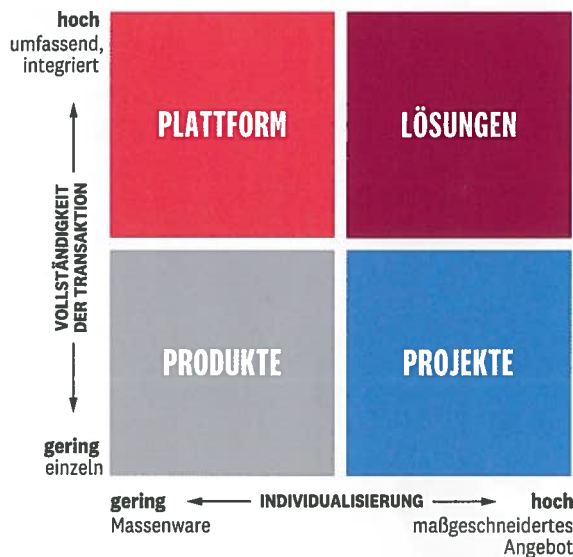 hoch
umfassend,
integriert
PLATTFORM
LÖSUNGEN
VOLLSTÄNDIGKEIT
DER TRANSAKTION
PRODUKTE
PROJEKTE
gering
einzeln
gering
INDIVIDUALISIERUNG
hoch
Massenware
maßgeschneidertes
Angebot